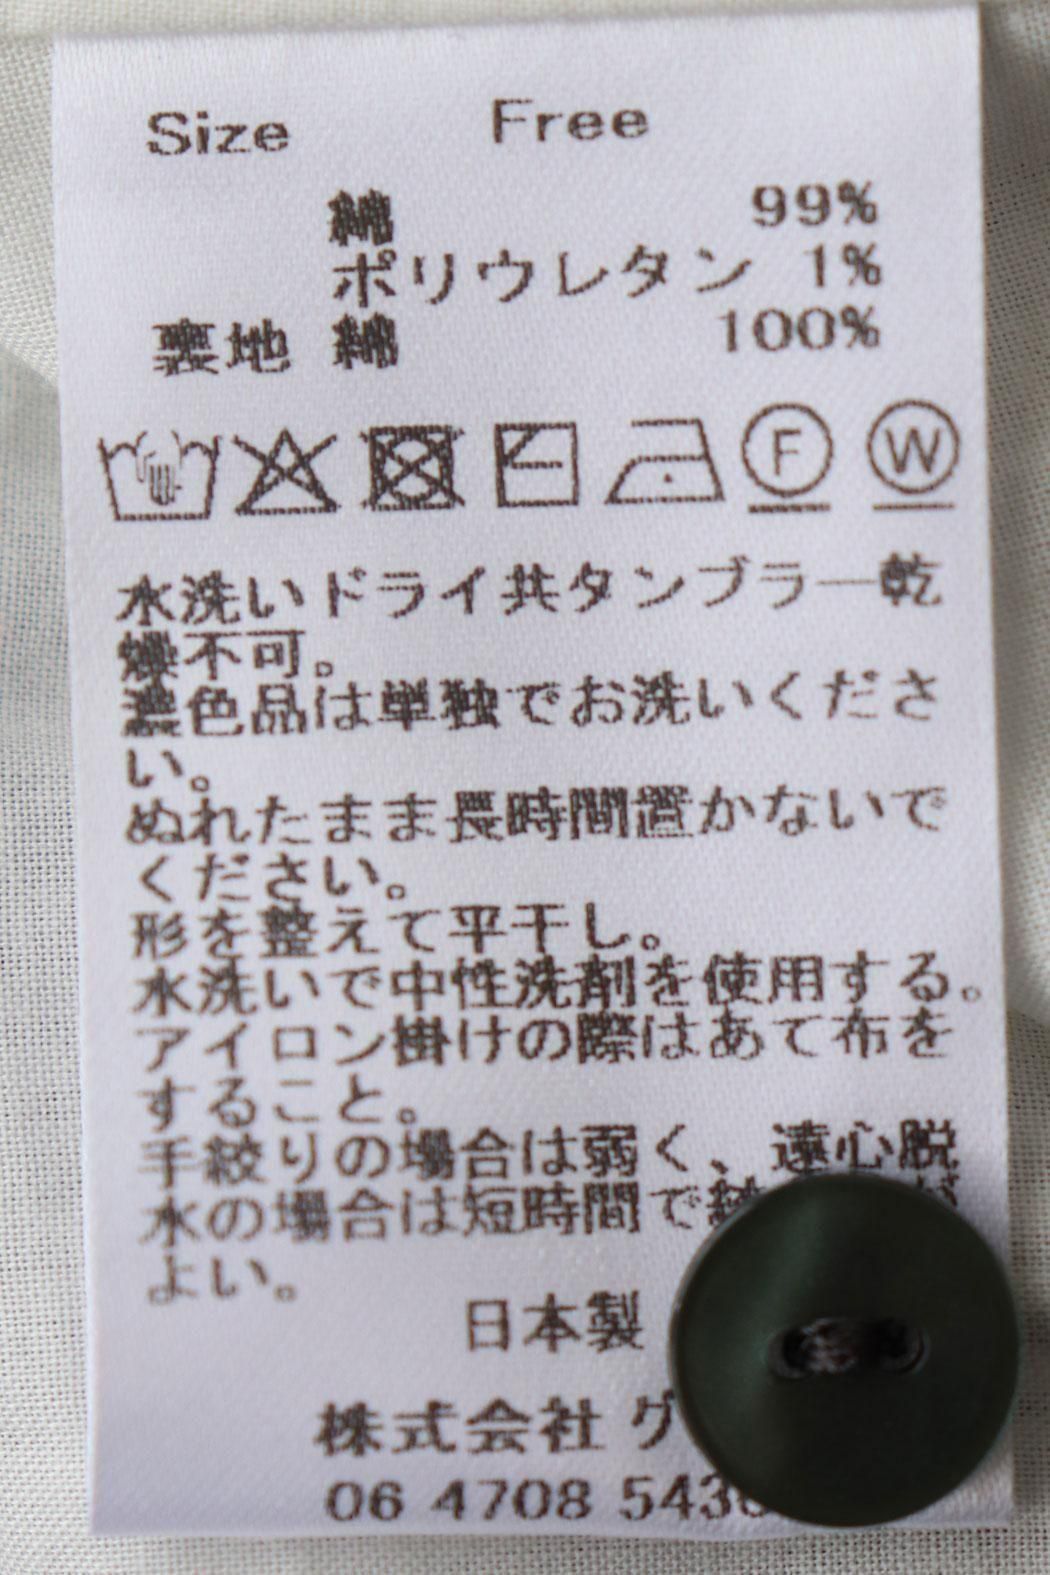 Size Free
綿 99%
ポリウレタン 1%
裏地 綿 100%
F W
水洗いドライ共タンブラー乾
燥不可。
濃色品は単独でお洗いくださ
い。
ぬれたまま長時間置かないで
ください。
形を整えて平干し。
水洗いで中性洗剤を使用する。
アイロン掛けの際はあて布を
すること。
手絞りの場合は弱く、遠心脱
水の場合は短時間で
よい。
日本製
株式会社 グ
06 4708 543